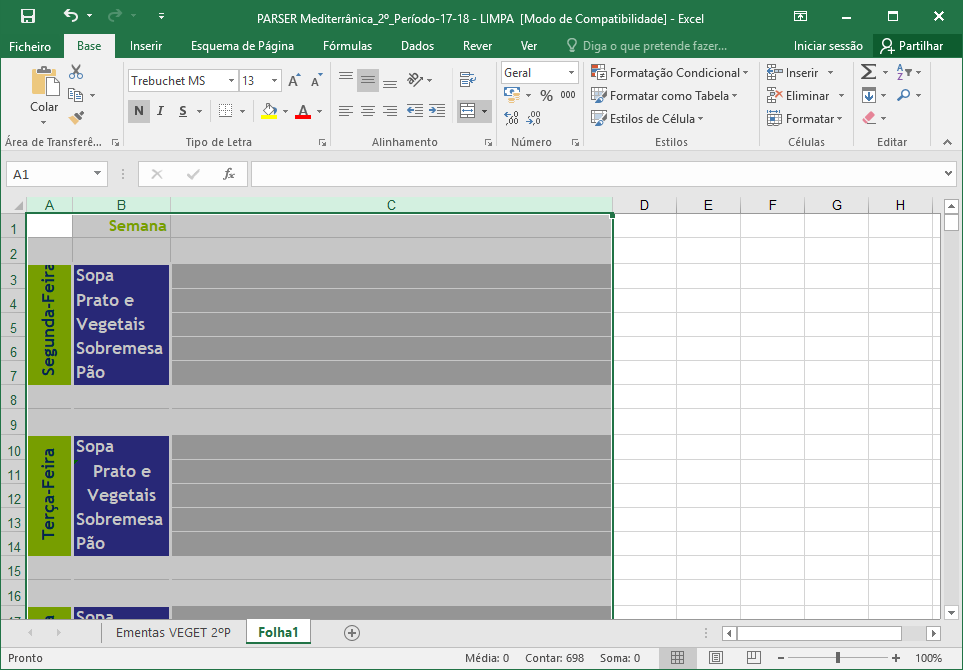 PARSER Mediterrânica_2º_Período-17-18 - LIMPA [Modo de Compatibilidade] - Excel
Ficheiro Base Inserir Esquema de Página Fórmulas Dados Rever Ver Diga o que pretende fazer... Iniciar sessão Partilhar
Colar
Área de Transferê...
Trebuchet MS 13
N I S
Tipo de Letra
Alinhamento
Geral
% 000
,00 ,00
Número
Formatação Condicional
Formatar como Tabela
Estilos de Célula
Estilos
Inserir
Eliminar
Formatar
Células
Editar
A1 fx
A B C D E F G H
1 Semana
2
Segunda-Feira
3 Sopa
4 Prato e
5 Vegetais
6 Sobremesa
7 Pão
8
9
Terça-Feira
10 Sopa
11 Prato e
12 Vegetais
13 Sobremesa
14 Pão
15
16
17 Sopa
Ementas VEGET 2ºP Folha1
Pronto Média: 0 Contar: 698 Soma: 0 100%